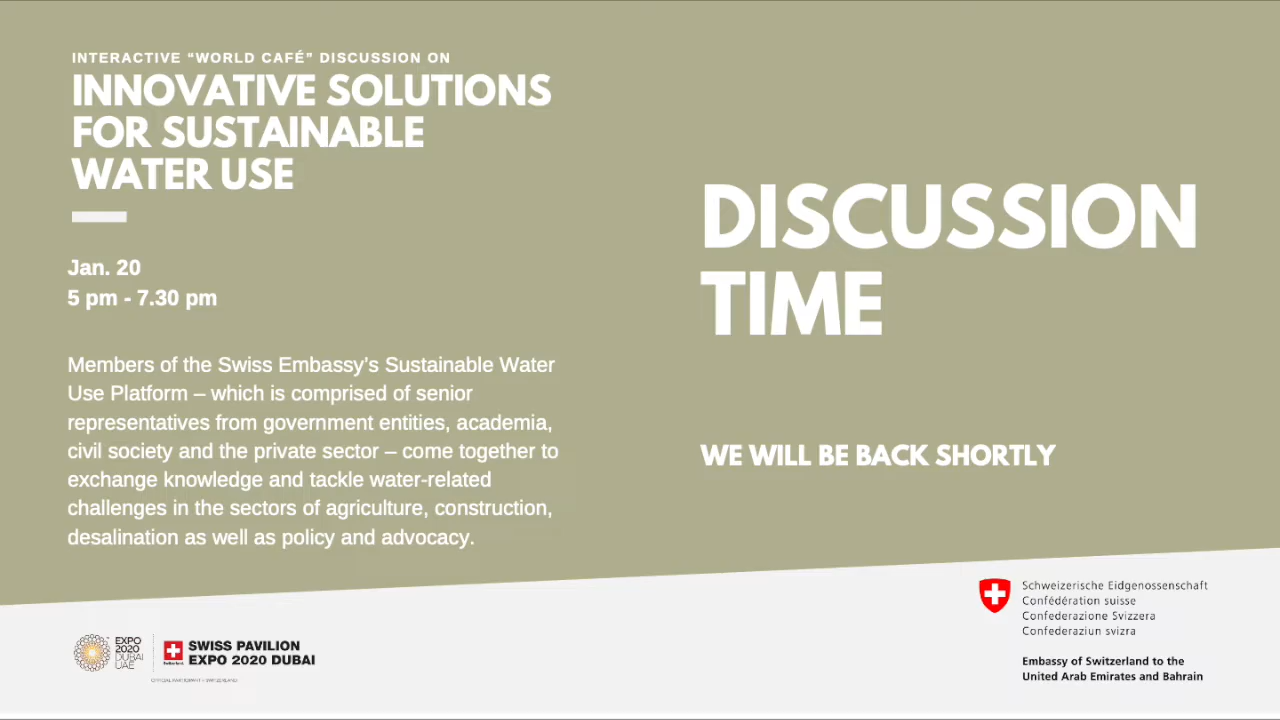 INTERACTIVE “WORLD CAFÉ” DISCUSSION ON
INNOVATIVE SOLUTIONS
FOR SUSTAINABLE
WATER USE
Jan. 20
5 pm - 7.30 pm
Members of the Swiss Embassy’s Sustainable Water
Use Platform – which is comprised of senior
representatives from government entities, academia,
civil society and the private sector – come together to
exchange knowledge and tackle water-related
challenges in the sectors of agriculture, construction,
desalination as well as policy and advocacy.
DISCUSSION
TIME
WE WILL BE BACK SHORTLY
EXPO
2020
DUBAI
UAE
SWISS PAVILION
EXPO 2020 DUBAI
OFFICIAL PARTICIPANT – SWITZERLAND
Schweizerische Eidgenossenschaft
Confédération suisse
Confederazione Svizzera
Confederaziun svizra
Embassy of Switzerland to the
United Arab Emirates and Bahrain